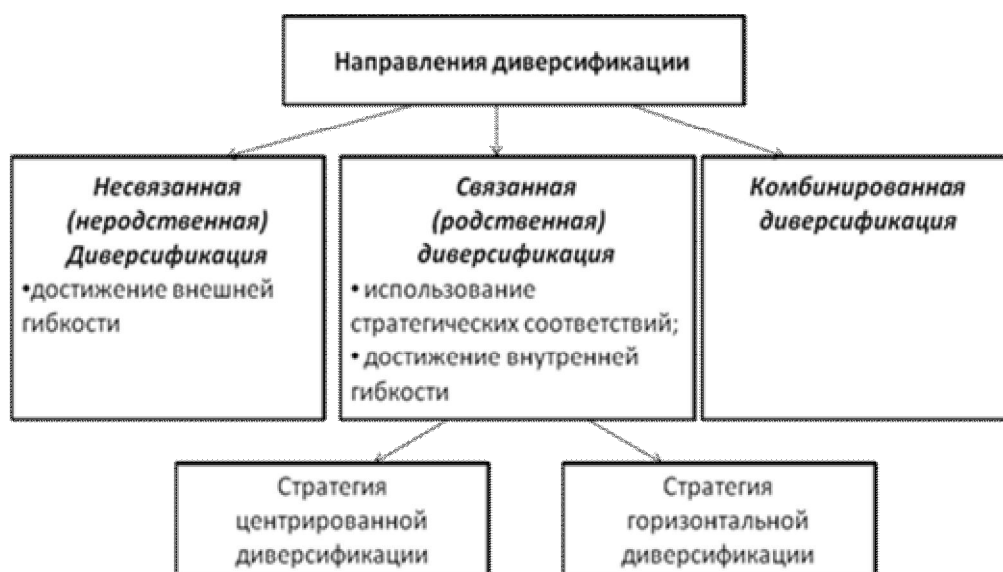 Направления диверсификации
Несвязанная
(неродственная)
Диверсификация
•достижение внешней
гибкости
Связанная
(родственная)
диверсификация
• использование
стратегических соответствий;
• достижение внутренней
гибкости
Комбинированная
диверсификация
Стратегия
центрированной
диверсификации
Стратегия
горизонтальной
диверсификации